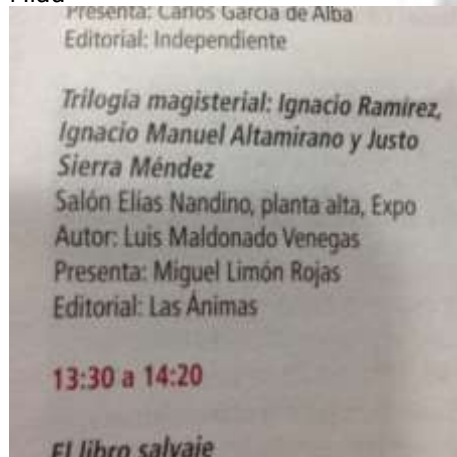 Presenta: Carlos García de Alba
Editorial: Independiente
Trilogía magisterial: Ignacio Ramírez,
Ignacio Manuel Altamirano y Justo
Sierra Méndez
Salón Elías Nandino, planta alta, Expo
Autor: Luis Maldonado Venegas
Presenta: Miguel Limón Rojas
Editorial: Las Ánimas
13:30 a 14:20
El libro salvaje